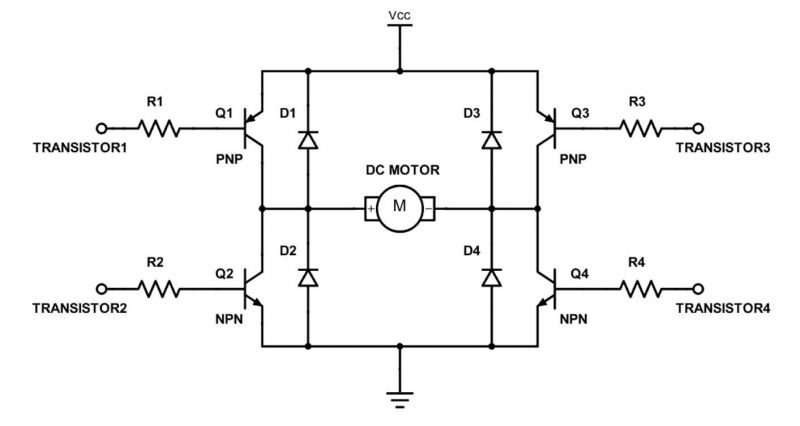 Vcc
R1
Q1
D1
D3
Q3
R3
TRANSISTOR1
PNP
DC MOTOR
PNP
TRANSISTOR3
+
M
−
R2
Q2
D2
D4
Q4
R4
TRANSISTOR2
NPN
NPN
TRANSISTOR4